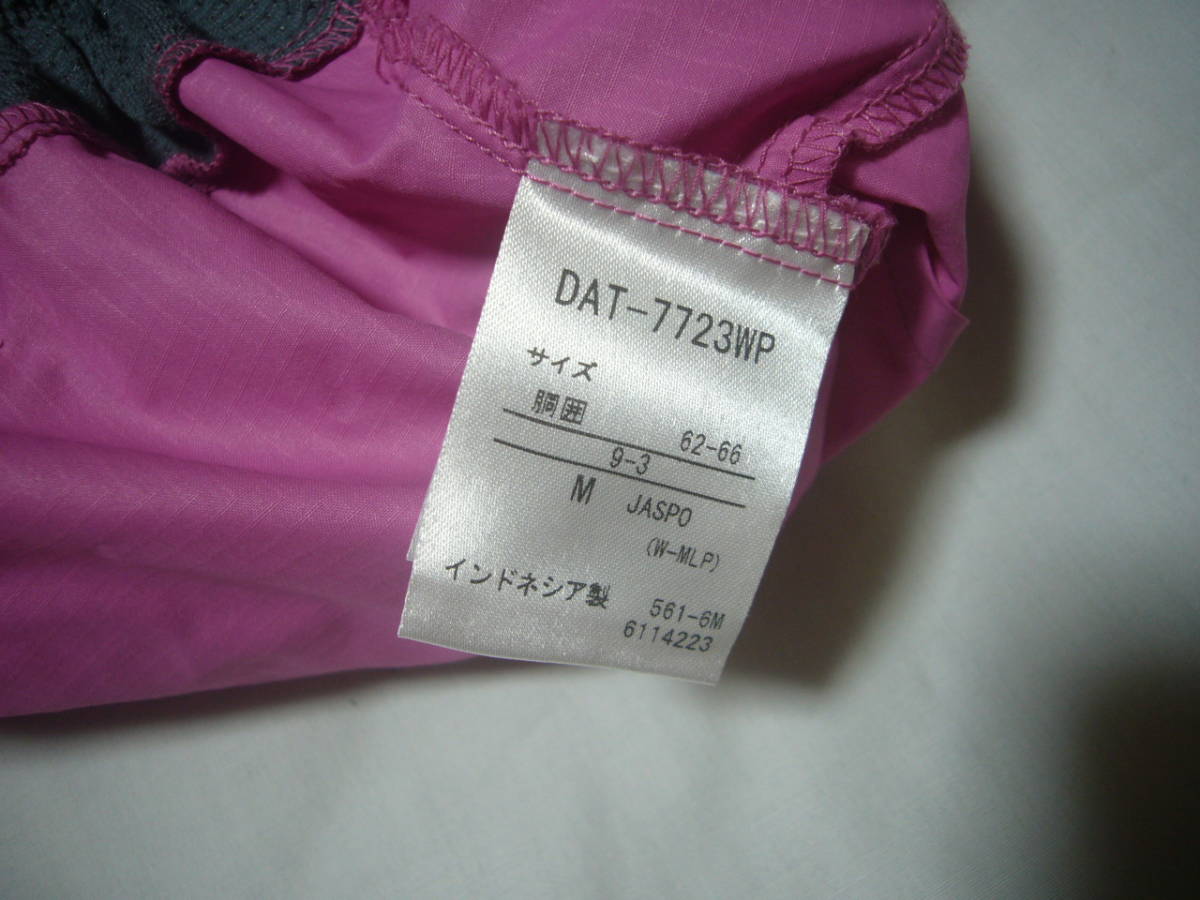 DAT-7723WP
サイズ
胴囲 62-66
9-3
M JASPO
(W-MLP)
インドネシア製 561-6M
6114223